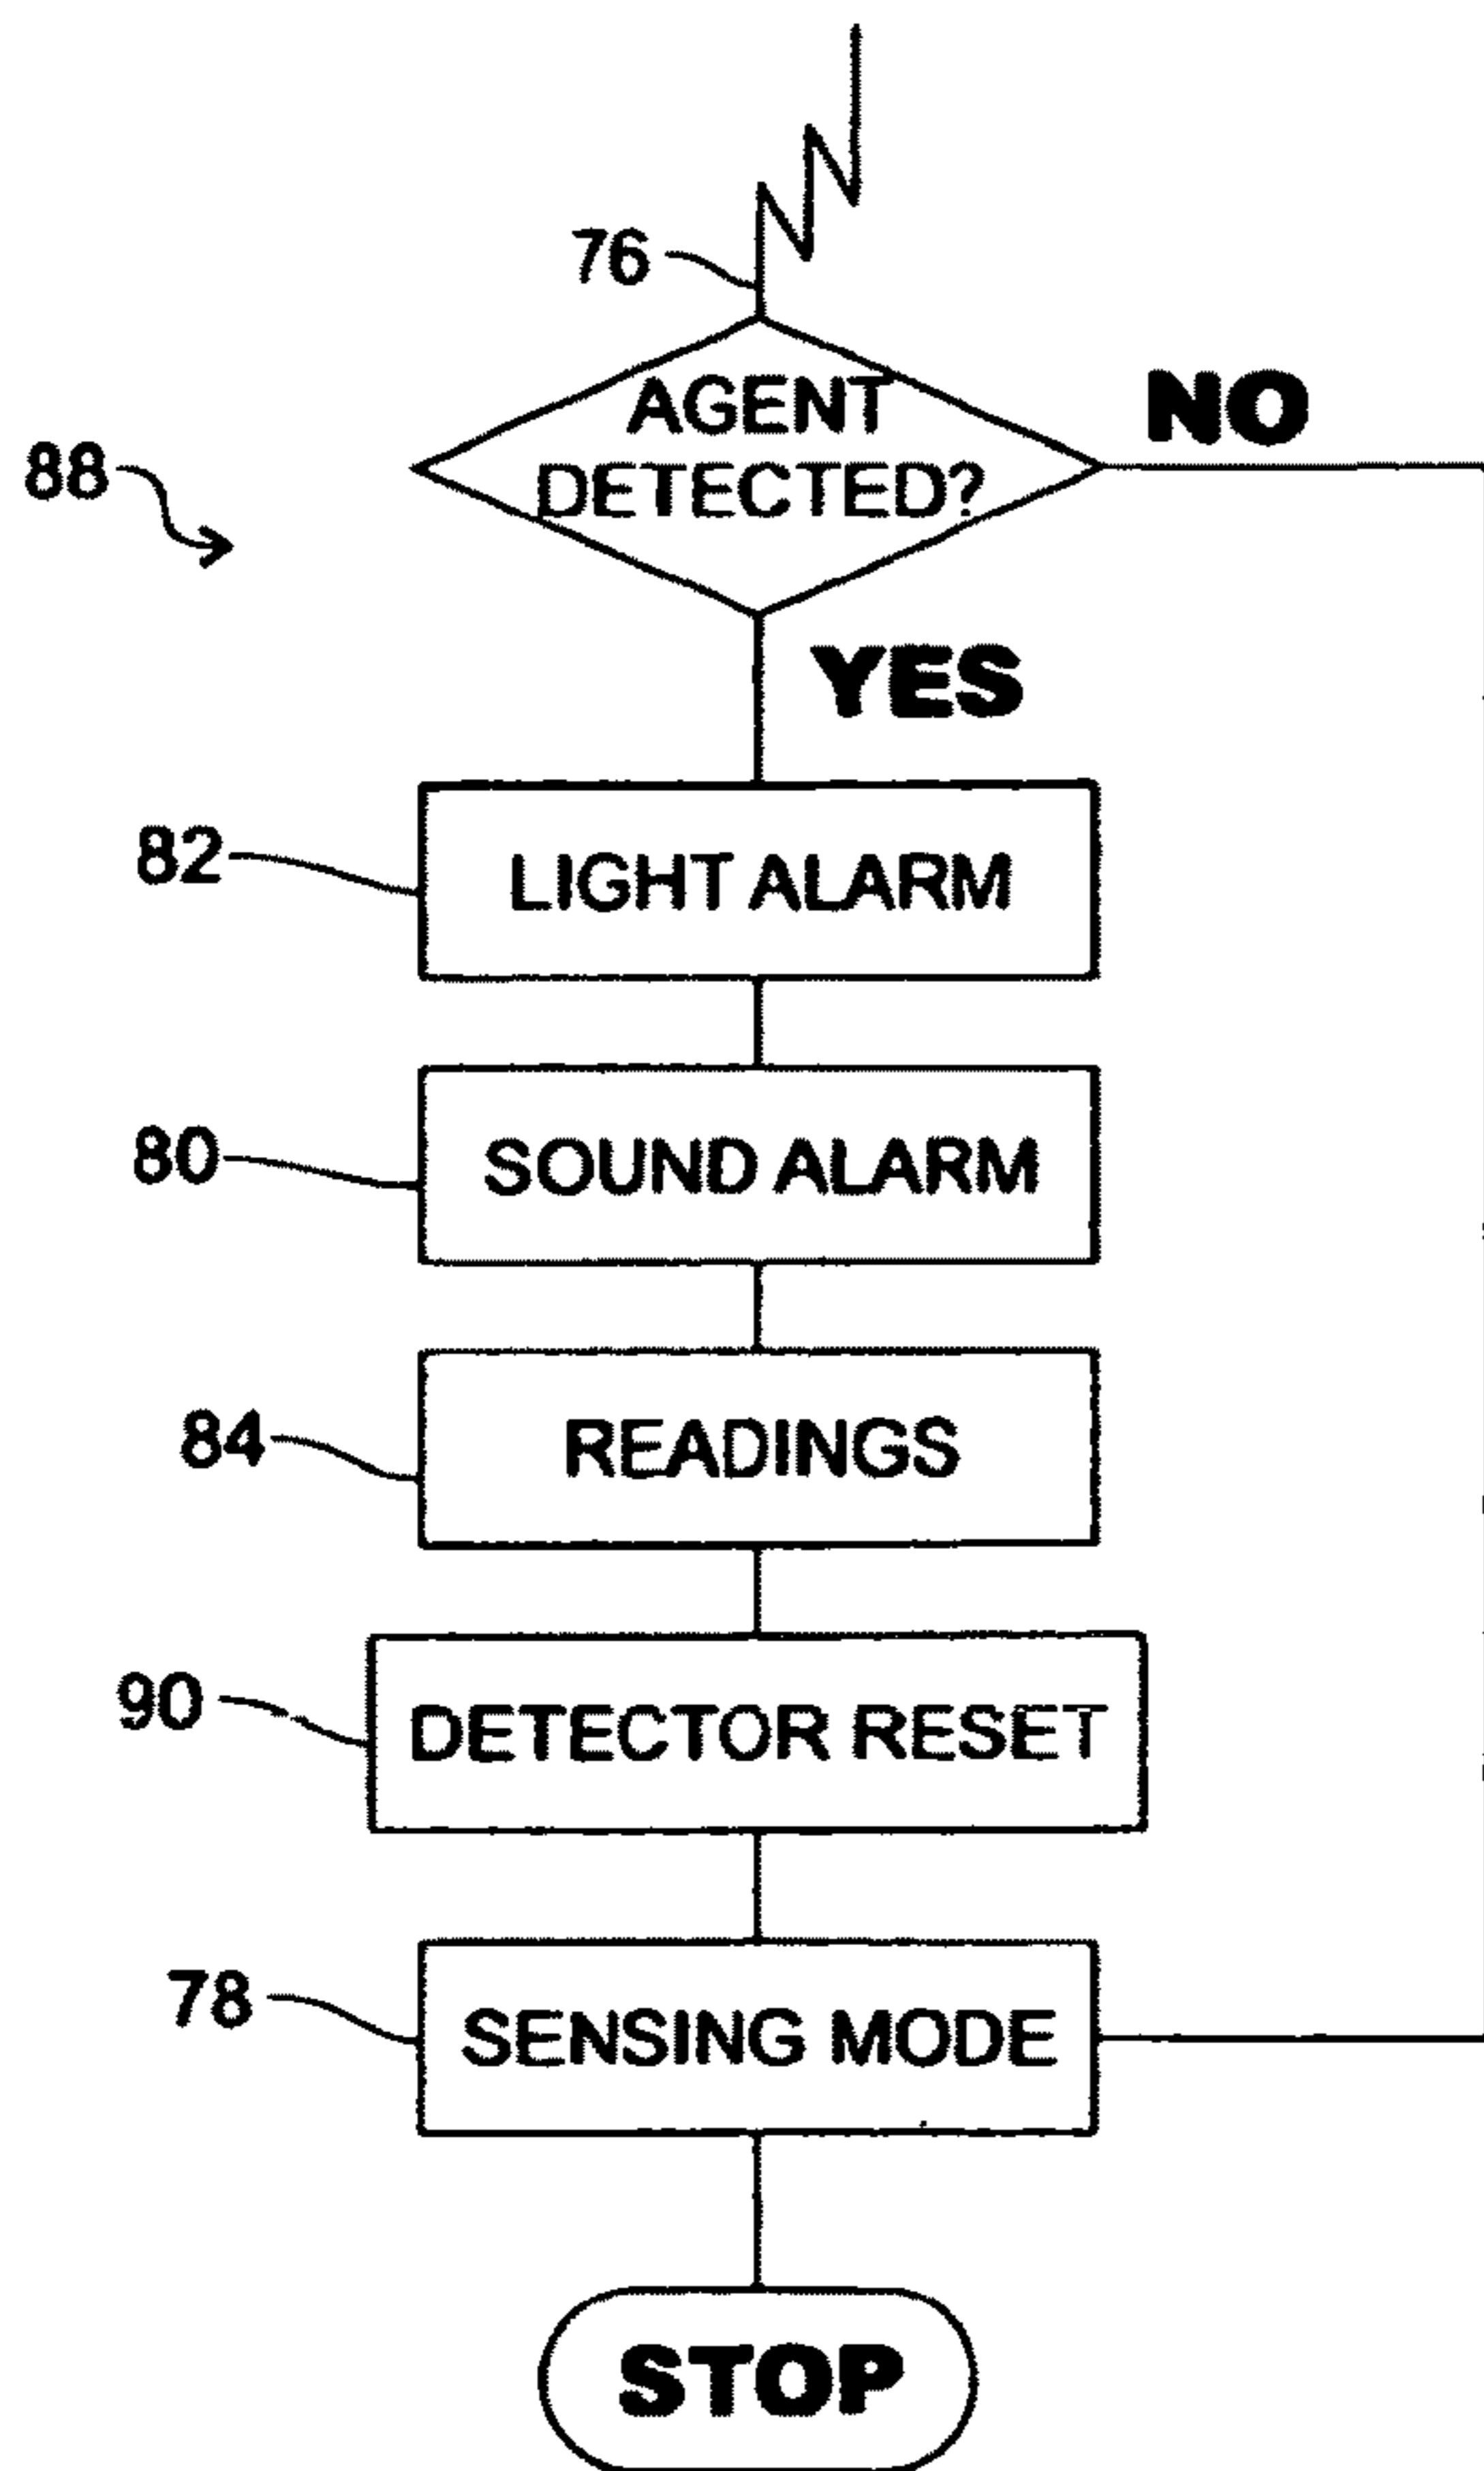 76
AGENT
DETECTED?
NO
88
YES
82
LIGHT ALARM
80
SOUND ALARM
84
READINGS
90
DETECTOR RESET
78
SENSING MODE
STOP